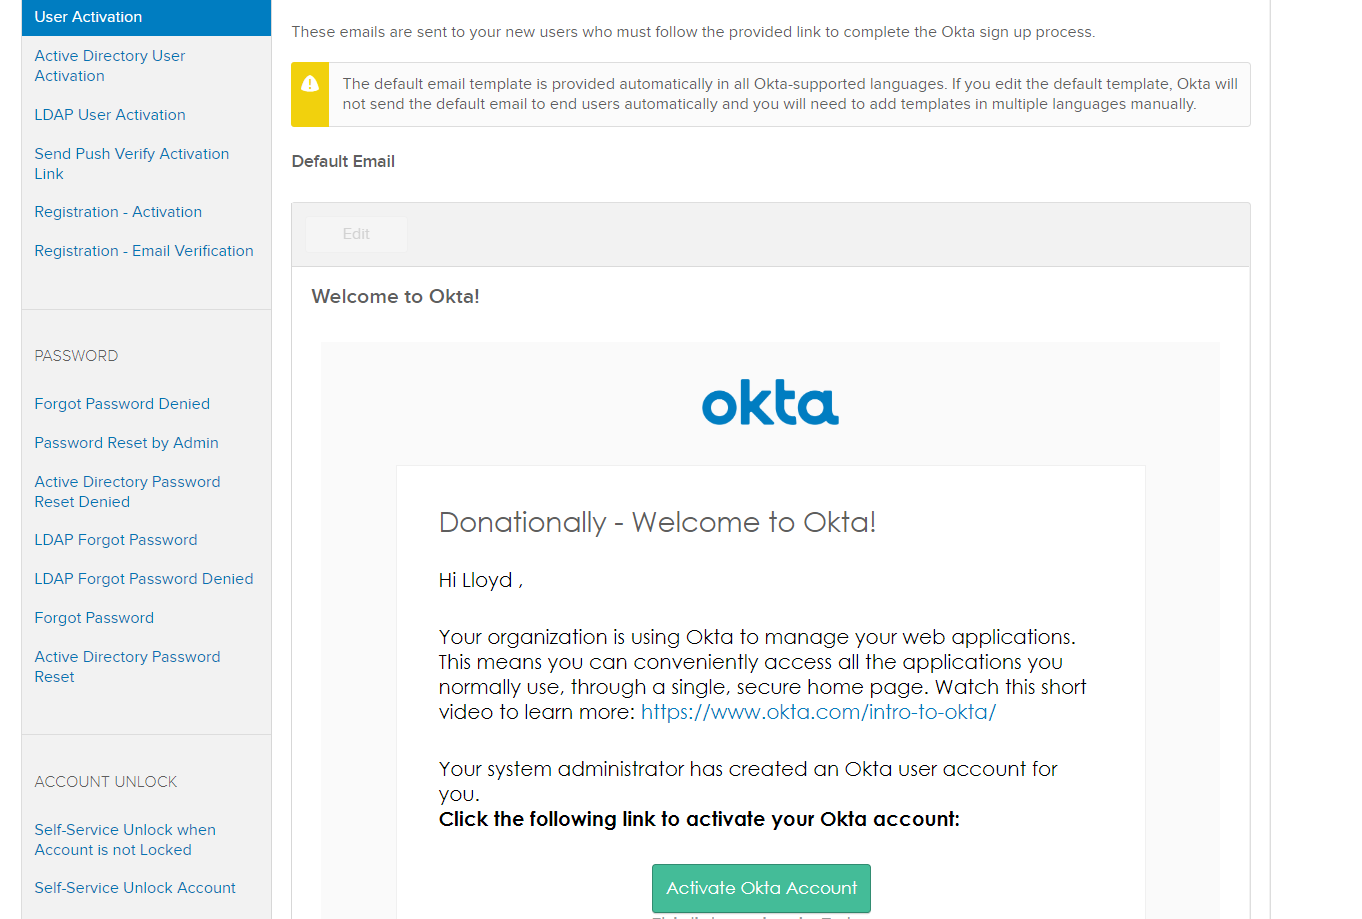 User Activation
Active Directory User
Activation
LDAP User Activation
Send Push Verify Activation
Link
Registration - Activation
Registration - Email Verification
PASSWORD
Forgot Password Denied
Password Reset by Admin
Active Directory Password
Reset Denied
LDAP Forgot Password
LDAP Forgot Password Denied
Forgot Password
Active Directory Password
Reset
ACCOUNT UNLOCK
Self-Service Unlock when
Account is not Locked
Self-Service Unlock Account
These emails are sent to your new users who must follow the provided link to complete the Okta sign up process.
The default email template is provided automatically in all Okta-supported languages. If you edit the default template, Okta will
not send the default email to end users automatically and you will need to add templates in multiple languages manually.
Default Email
Edit
Welcome to Okta!
okta
Donationally - Welcome to Okta!
Hi Lloyd ,
Your organization is using Okta to manage your web applications.
This means you can conveniently access all the applications you
normally use, through a single, secure home page. Watch this short
video to learn more: https://www.okta.com/intro-to-okta/
Your system administrator has created an Okta user account for
you.
Click the following link to activate your Okta account:
Activate Okta Account